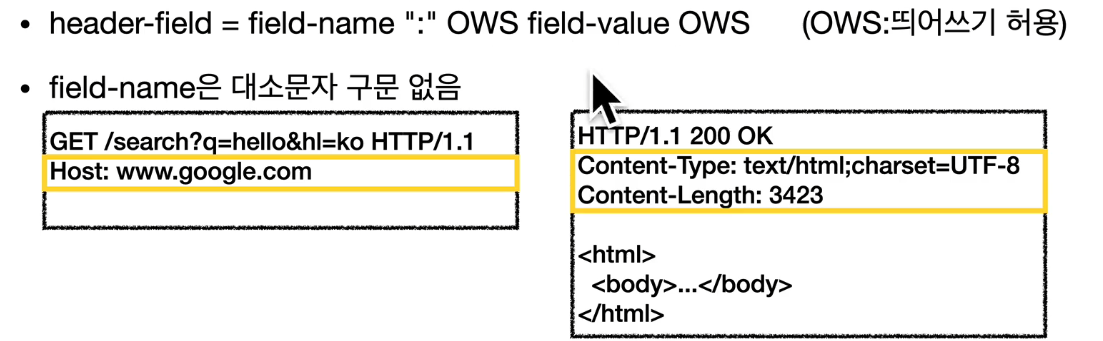 • header-field = field-name ":" OWS field-value OWS (OWS:띄어쓰기 허용)
• field-name은 대소문자 구문 없음
GET /search?q=hello&hl=ko HTTP/1.1
Host: www.google.com
HTTP/1.1 200 OK
Content-Type: text/html;charset=UTF-8
Content-Length: 3423
<html>
<body>...</body>
</html>